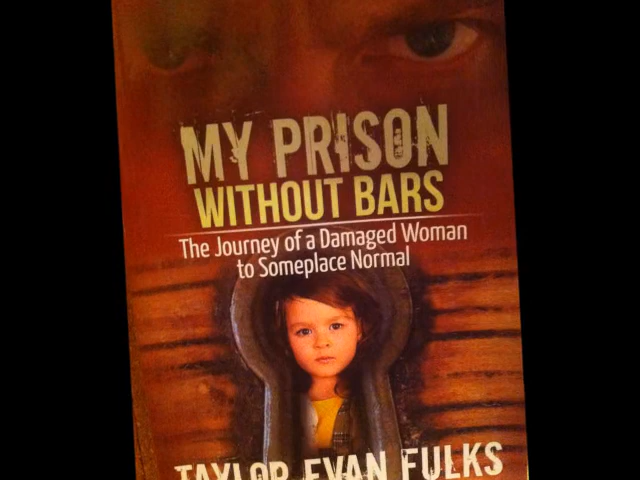 MY PRISON
WITHOUT BARS
The Journey of a Damaged Woman
to Someplace Normal
TAYLOR EVAN FULKS